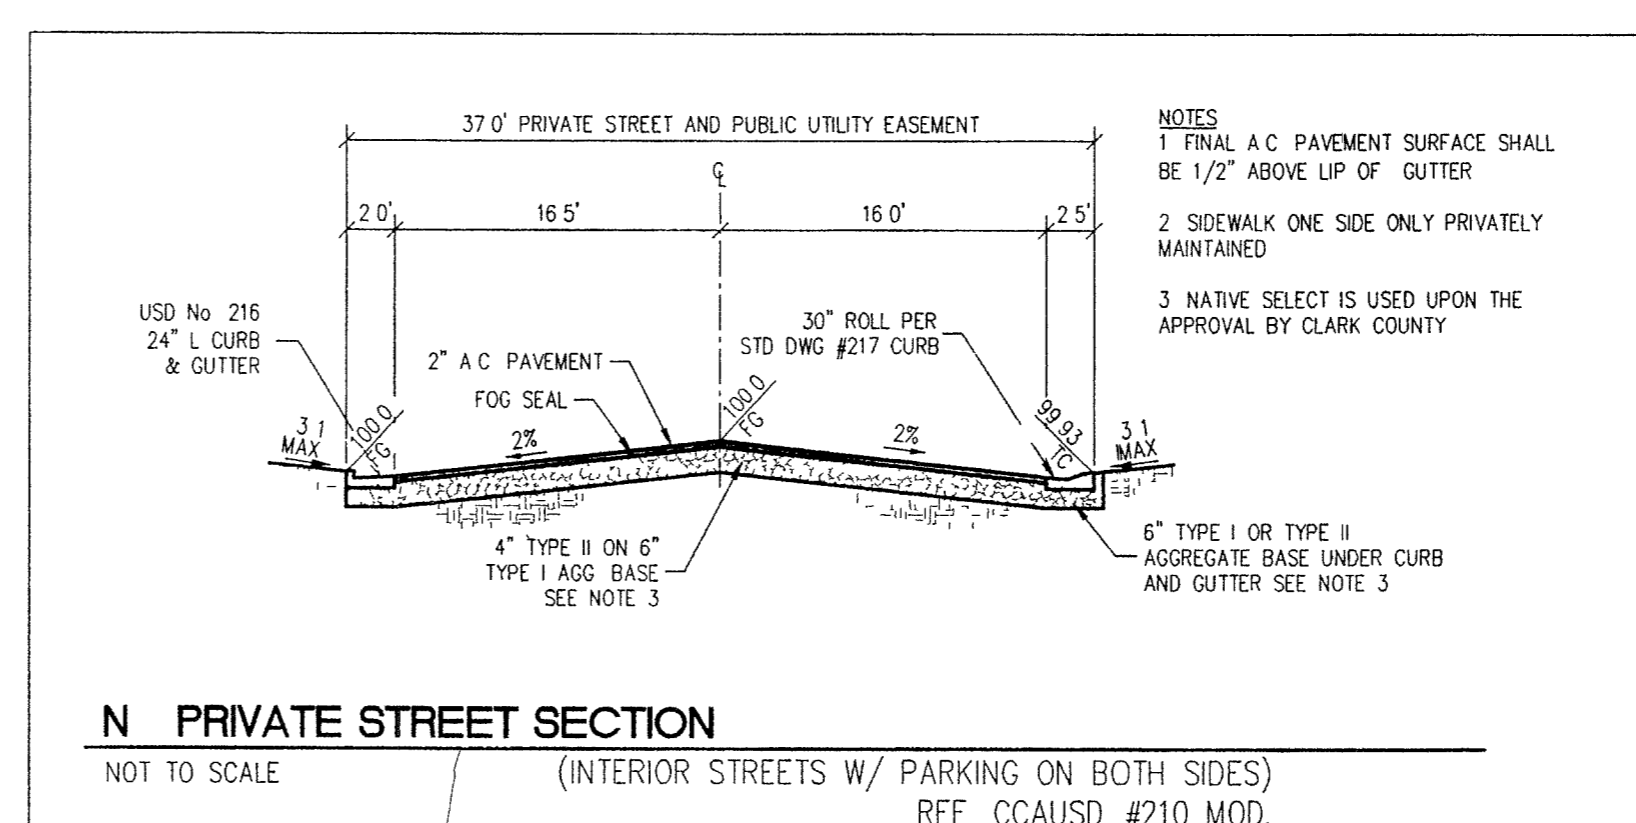 37 0' PRIVATE STREET AND PUBLIC UTILITY EASEMENT
℄
2 0'
16 5'
16 0'
2 5'
NOTES
1 FINAL A C PAVEMENT SURFACE SHALL
BE 1/2" ABOVE LIP OF GUTTER
2 SIDEWALK ONE SIDE ONLY PRIVATELY
MAINTAINED
3 NATIVE SELECT IS USED UPON THE
APPROVAL BY CLARK COUNTY
USD No 216
24" L CURB
& GUTTER
2" A C PAVEMENT
FOG SEAL
30" ROLL PER
STD DWG #217 CURB
3 1
MAX
100.0
FG
2%
100.0
FG
2%
99.93
TC
3 1
MAX
4" TYPE II ON 6"
TYPE I AGG BASE
SEE NOTE 3
6" TYPE I OR TYPE II
AGGREGATE BASE UNDER CURB
AND GUTTER SEE NOTE 3
N PRIVATE STREET SECTION
NOT TO SCALE
(INTERIOR STREETS W/ PARKING ON BOTH SIDES)
REF CCAUSD #210 MOD.